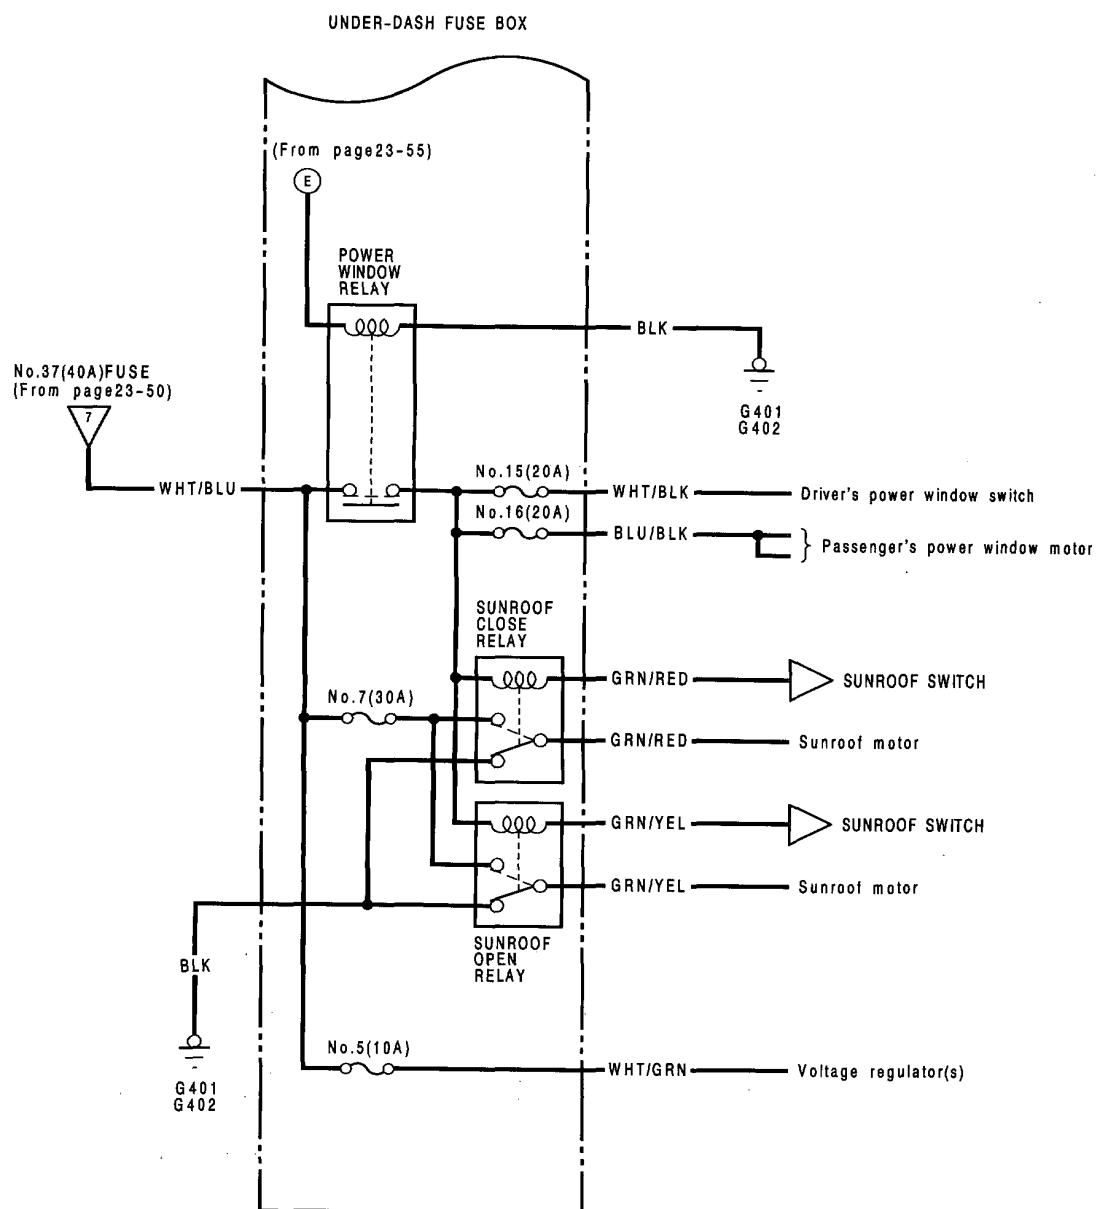 UNDER-DASH FUSE BOX
(From page23-55)
E
POWER
WINDOW
RELAY
BLK
No.37(40A)FUSE
(From page23-50)
7
G401
G402
WHT/BLU
No.15(20A)
WHT/BLK
Driver's power window switch
No.16(20A)
BLU/BLK
Passenger's power window motor
SUNROOF
CLOSE
RELAY
GRN/RED
SUNROOF SWITCH
No.7(30A)
GRN/RED
Sunroof motor
GRN/YEL
SUNROOF SWITCH
GRN/YEL
Sunroof motor
SUNROOF
OPEN
RELAY
BLK
No.5(10A)
WHT/GRN
Voltage regulator(s)
G401
G402